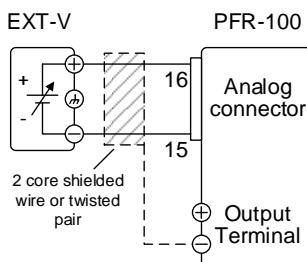 EXT-V
PFR-100
+
-
16
15
Analog
connector
2 core shielded
wire or twisted
pair
+
Output
Terminal
-